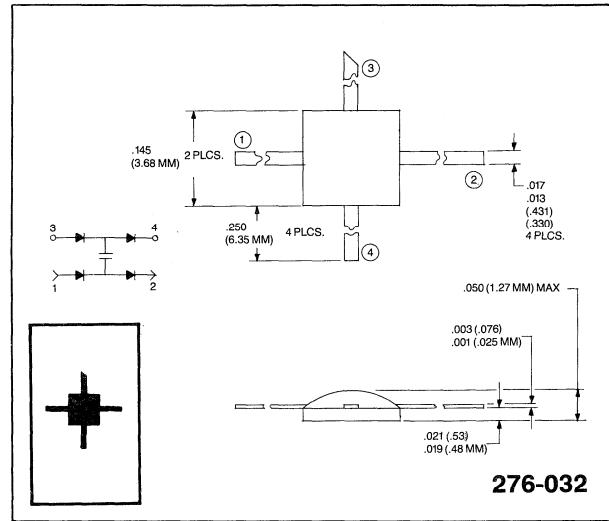 3
1
.145
(3.68 MM)
2 PLCS.
2
.017
.013
(.431)
(.330)
4 PLCS.
.250
(6.35 MM)
4 PLCS.
4
3 4
1 2
.050 (1.27 MM) MAX
.003 (.076)
.001 (.025 MM)
.021 (.53)
.019 (.48 MM)
276-032